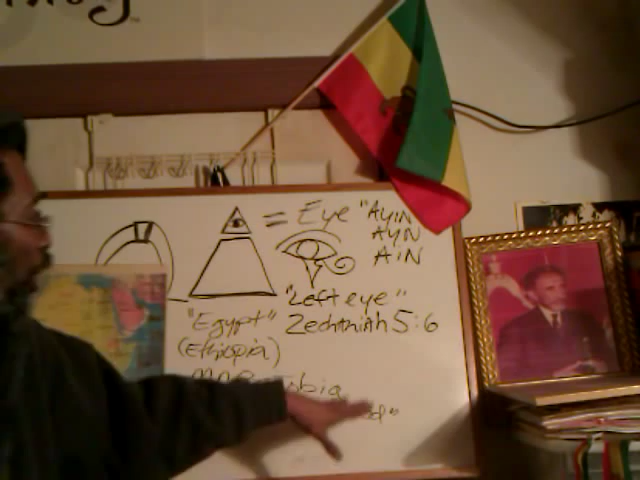 = Eye "AYIN
AYN
AiN
"Left eye"
"Egypt" Zechariah 5:6
(Ethiopia)